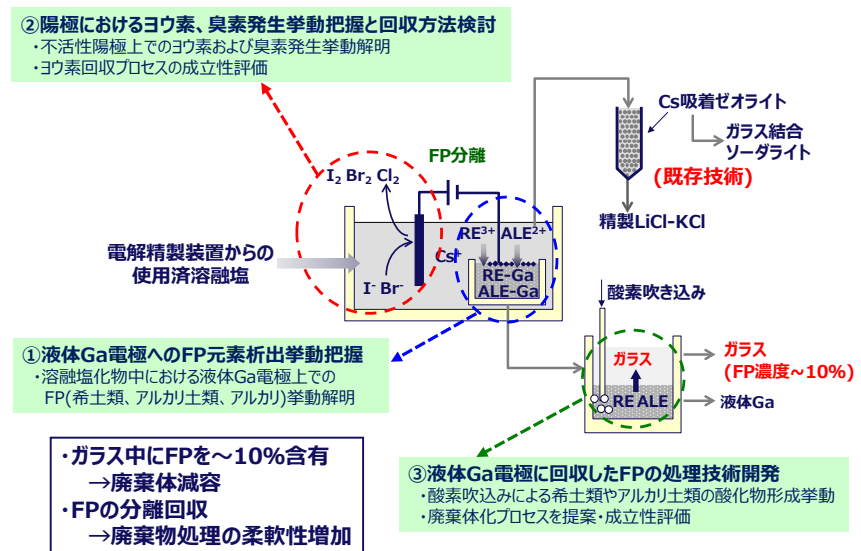 ②陽極におけるヨウ素、臭素発生挙動把握と回収方法検討
・不活性陽極上でのヨウ素および臭素発生挙動解明
・ヨウ素回収プロセスの成立性評価
Cs吸着ゼオライト
ガラス結合
ソーダライト
(既存技術)
精製LiCl-KCl
FP分離
I₂ Br₂ Cl₂
RE³⁺ ALE²⁺
Cs⁺
電解精製装置からの
使用済溶融塩
RE-Ga
ALE-Ga
I⁻ Br⁻
酸素吹き込み
①液体Ga電極へのFP元素析出挙動把握
・溶融塩化物中における液体Ga電極上での
FP(希土類、アルカリ土類、アルカリ)挙動解明
ガラス
ガラス
(FP濃度~10%)
RE ALE
液体Ga
・ガラス中にFPを~10%含有
→廃棄体減容
・FPの分離回収
→廃棄物処理の柔軟性増加
③液体Ga電極に回収したFPの処理技術開発
・酸素吹込みによる希土類やアルカリ土類の酸化物形成挙動
・廃棄体化プロセスを提案・成立性評価